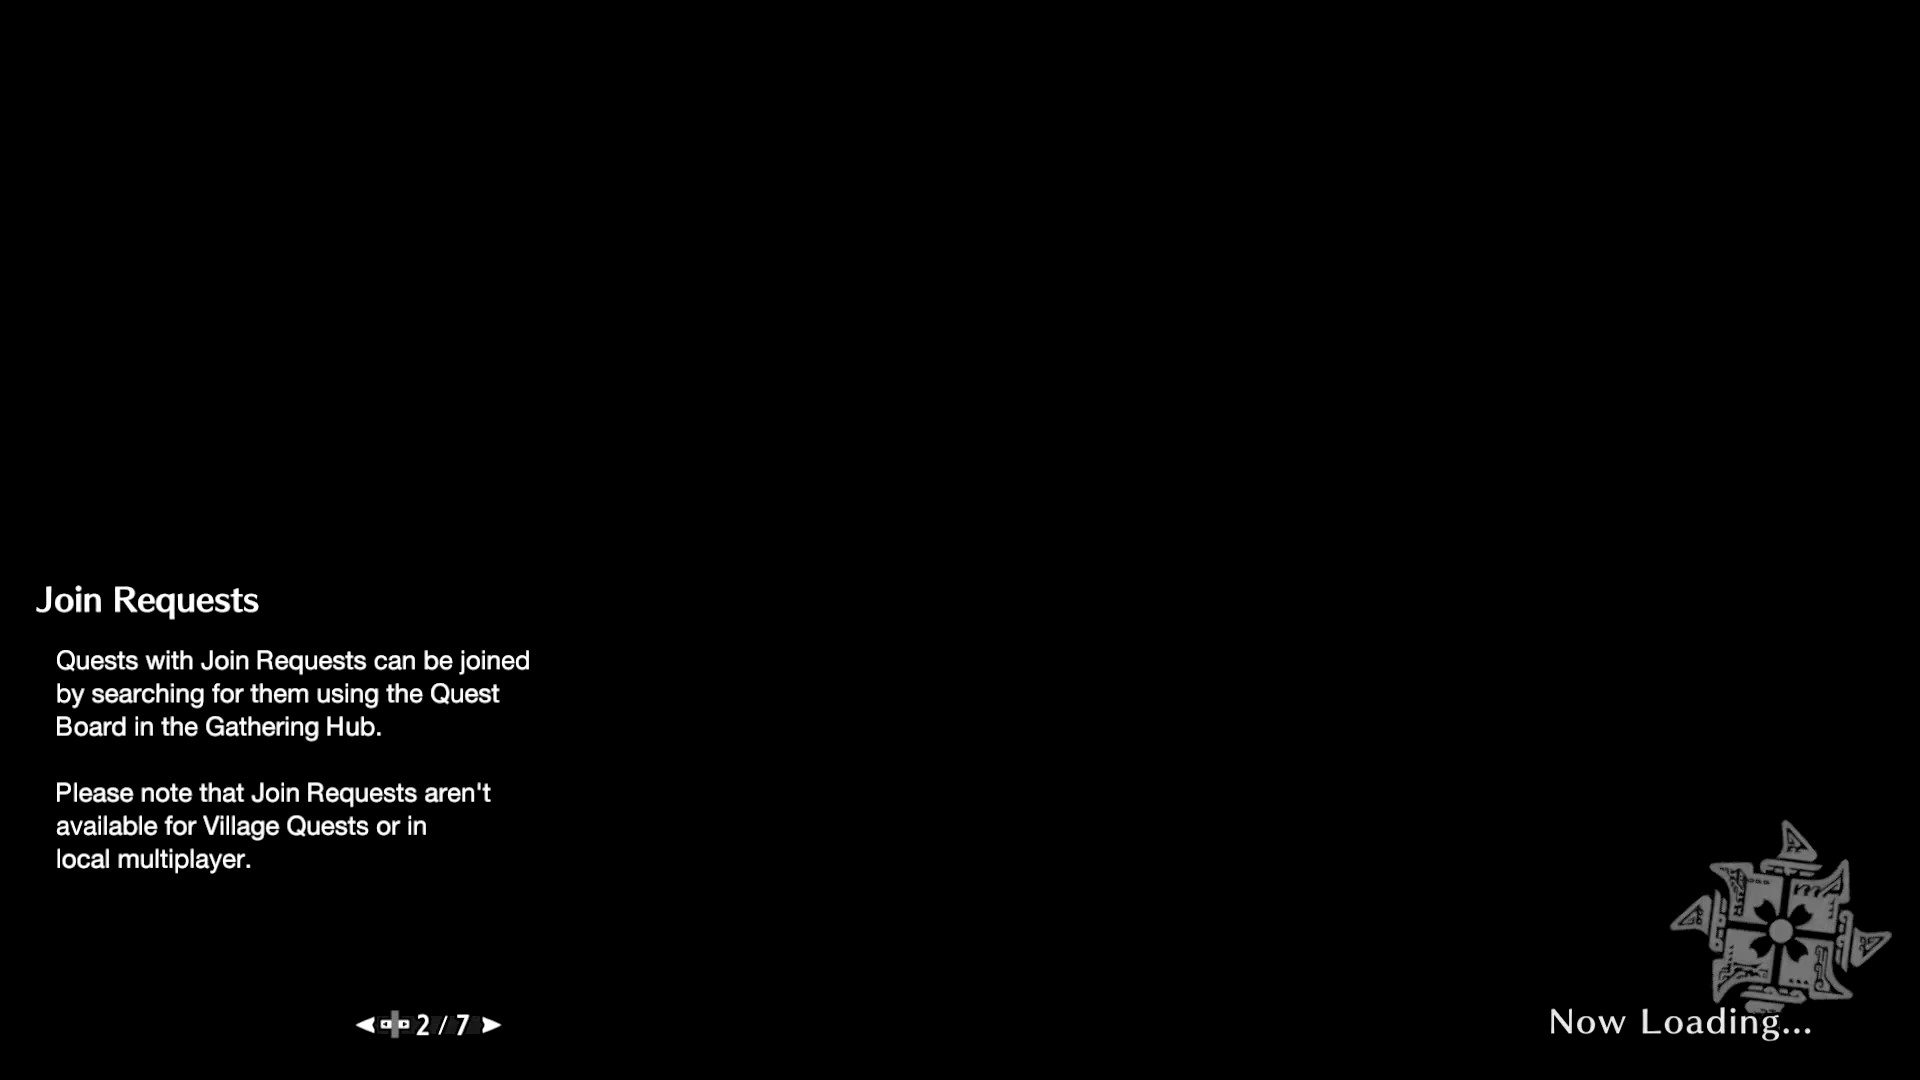 Join Requests
Quests with Join Requests can be joined
by searching for them using the Quest
Board in the Gathering Hub.
Please note that Join Requests aren't
available for Village Quests or in
local multiplayer.
2 / 7
Now Loading...